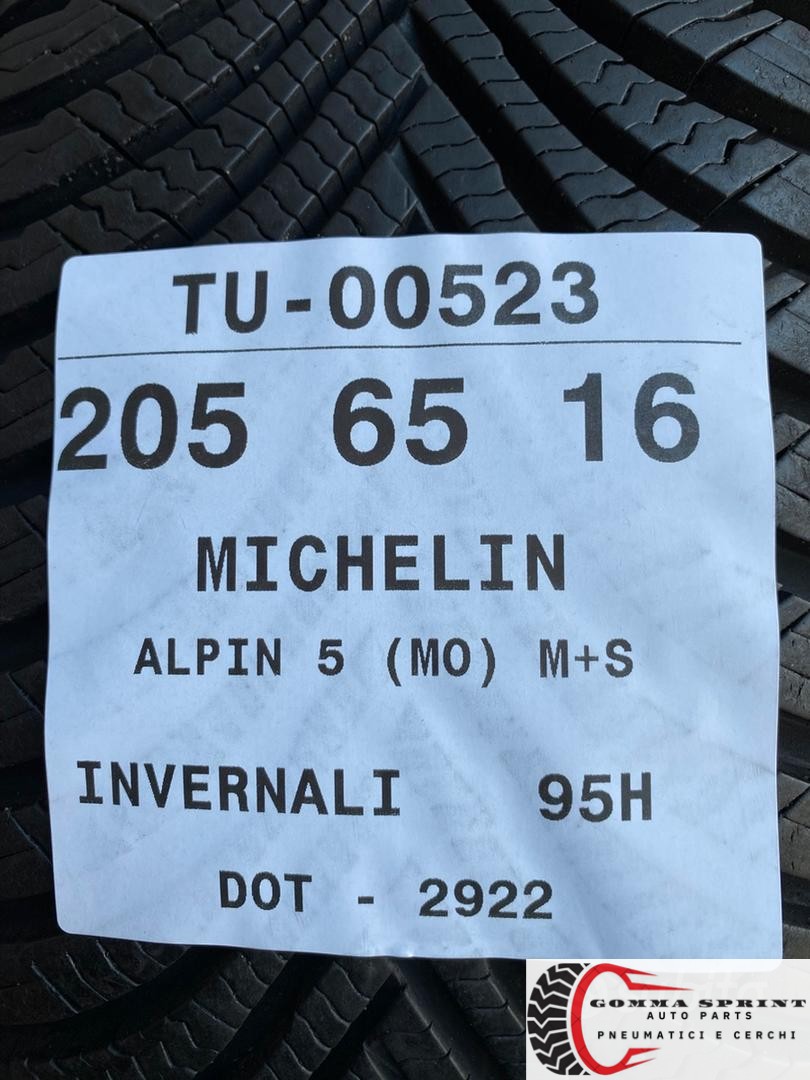 TU-00523
205 65 16
MICHELIN
ALPIN 5 (MO) M+S
INVERNALI 95H
DOT - 2922
GOMMA SPRINT
AUTO PARTS
PNEUMATICI E CERCHI